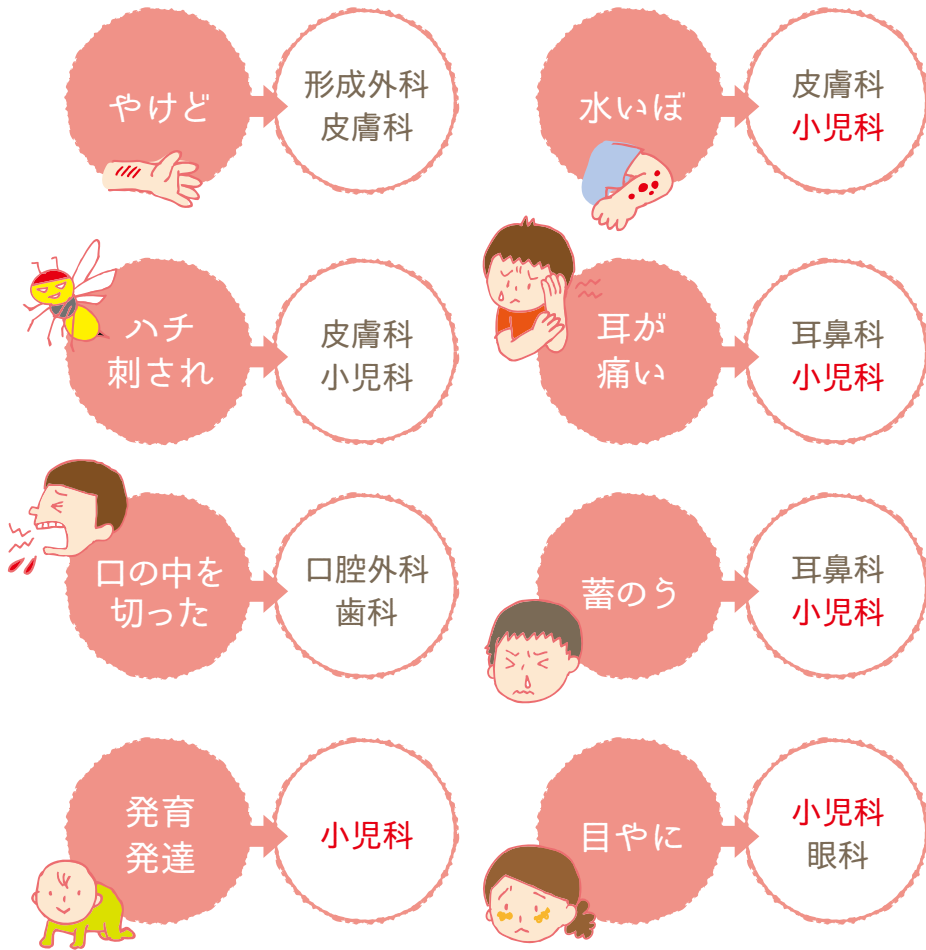 やけど
形成外科
皮膚科
水いぼ
皮膚科
小児科
ハチ
刺され
皮膚科
小児科
耳が
痛い
耳鼻科
小児科
口の中を
切った
口腔外科
歯科
蓄のう
耳鼻科
小児科
発育
発達
小児科
目やに
小児科
眼科